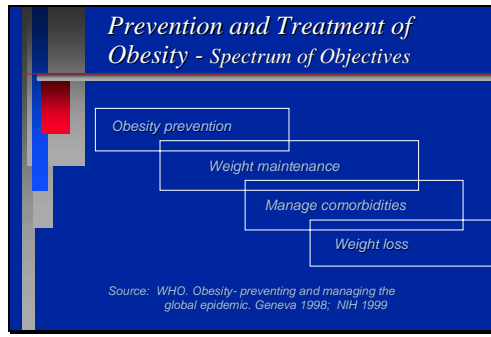 Prevention and Treatment of
Obesity - Spectrum of Objectives
Obesity prevention
Weight maintenance
Manage comorbidities
Weight loss
Source: WHO. Obesity- preventing and managing the
global epidemic. Geneva 1998; NIH 1999